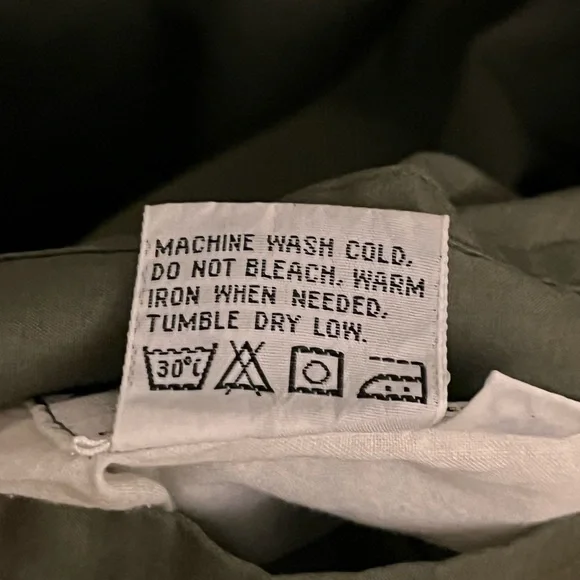 MACHINE WASH COLD.
DO NOT BLEACH. WARM
IRON WHEN NEEDED.
TUMBLE DRY LOW.
30°C